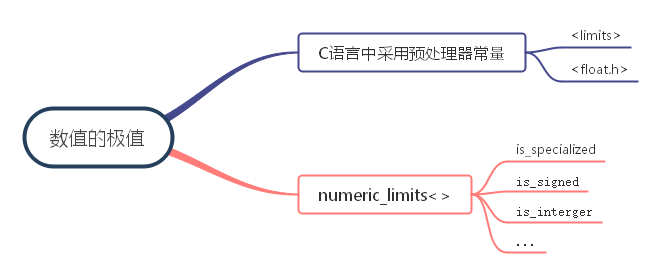 数值的极值
C语言中采用预处理器常量
<limits>
<float.h>
numeric_limits< >
is_specialized
is_signed
is_interger
...